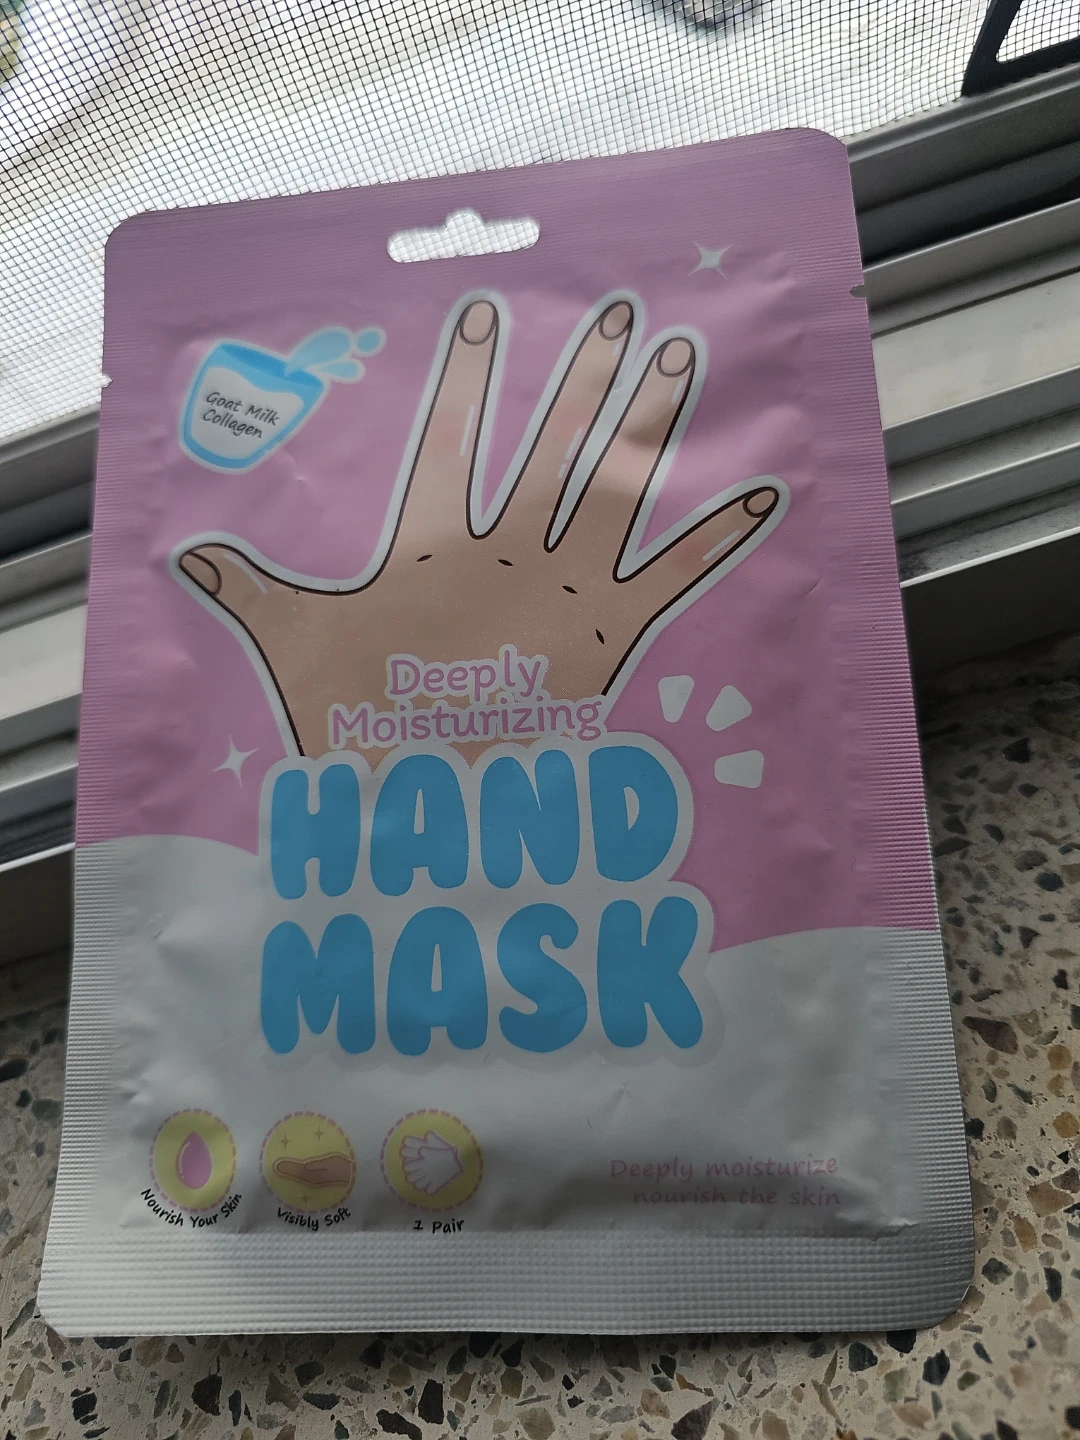 Goat Milk
Collagen
Deeply
Moisturizing
HAND
MASK
Nourish Your Skin
Visibly Soft
1 Pair
Deeply moisturize
nourish the skin